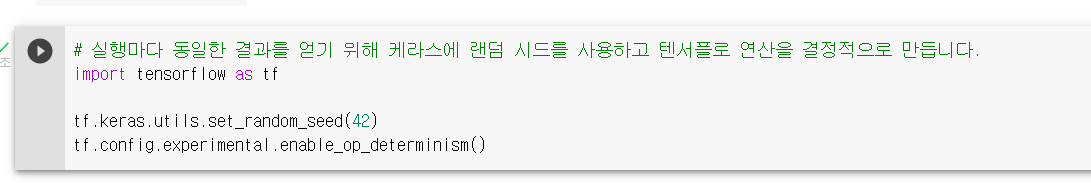 # 실행마다 동일한 결과를 얻기 위해 케라스에 랜덤 시드를 사용하고 텐서플로 연산을 결정적으로 만듭니다.
초
import tensorflow as tf
tf.keras.utils.set_random_seed(42)
tf.config.experimental.enable_op_determinism()